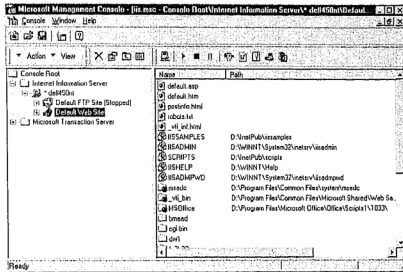 Microsoft Management Console - [iis.msc - Console Root\Internet Information Server\* dell450nt\Defaul...
Console Window Help
Action View
Console Root
Internet Information Server
* dell450nt
Default FTP Site [Stopped]
Default Web Site
Microsoft Transaction Server
Name Path
default.asp
default.htm
postinfo.html
robots.txt
_vti_inf.html
IISSAMPLES D:\InetPub\iissamples
IISADMIN D:\WINNT\System32\inetsrv\iisadmin
SCRIPTS D:\InetPub\scripts
IISHELP D:\WINNT\Help
IISADMPWD D:\WINNT\System32\inetsrv\iisadmpwd
msadc D:\Program Files\Common Files\system\msadc
_vti_bin D:\Program Files\Common Files\Microsoft Shared\Web Se..
MSOffice D:\Program Files\Microsoft Office\Office\Scripts\1033\
bmead
cgi-bin
Ready